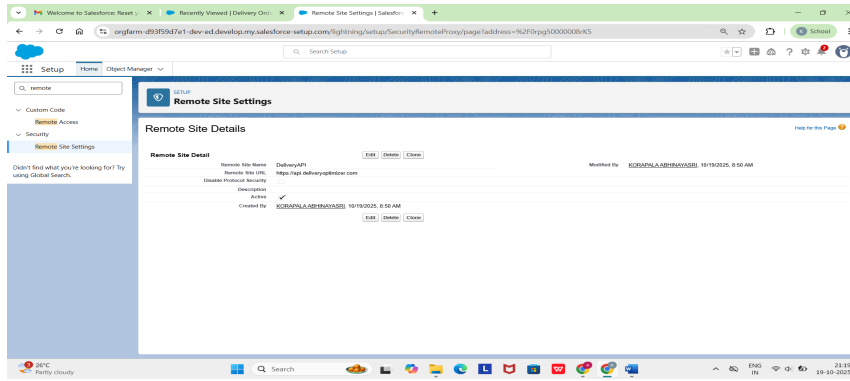 Welcome to Salesforce: Reset y
Recently Viewed | Delivery Orde
Remote Site Settings | Salesforc
orgfarm-d93f59d7e1-dev-ed.develop.my.salesforce-setup.com/lightning/setup/SecurityRemoteProxy/page?address=%2F0rpg50000008rK5
School
Search Setup
Setup
Home
Object Manager
remote
Custom Code
Remote Access
Security
Remote Site Settings
Didn't find what you're looking for? Try
using Global Search.
SETUP
Remote Site Settings
Remote Site Details
Help for this Page
Remote Site Detail
Edit Delete Clone
Remote Site Name DeliveryAPI
Modified By KORAPALA ABHINAYASRI, 10/19/2025, 8:50 AM
Remote Site URL https://api.deliveryoptimizer.com
Disable Protocol Security
Description
Active ✓
Created By KORAPALA ABHINAYASRI, 10/19/2025, 8:50 AM
Edit Delete Clone
3
26°C
Partly cloudy
Search
ENG
IN
21:19
19-10-2025